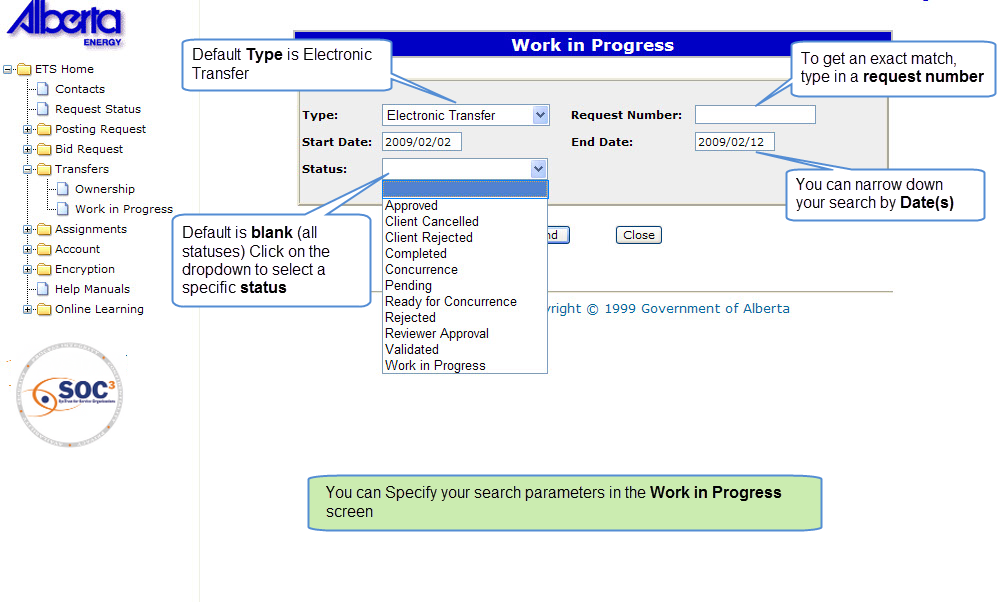 Alberta
ENERGY
ETS Home
Contacts
Request Status
Posting Request
Bid Request
Transfers
Ownership
Work in Progress
Assignments
Account
Encryption
Help Manuals
Online Learning
SOC3
Work in Progress
Default Type is Electronic
Transfer
To get an exact match,
type in a request number
Type: Electronic Transfer Request Number:
Start Date: 2009/02/02 End Date: 2009/02/12
Status:
You can narrow down
your search by Date(s)
Default is blank (all
statuses) Click on the
dropdown to select a
specific status
Approved
Client Cancelled
Client Rejected
Completed
Concurrence
Pending
Ready for Concurrence
Rejected
Reviewer Approval
Validated
Work in Progress
nd Close
right © 1999 Government of Alberta
You can Specify your search parameters in the Work in Progress
screen